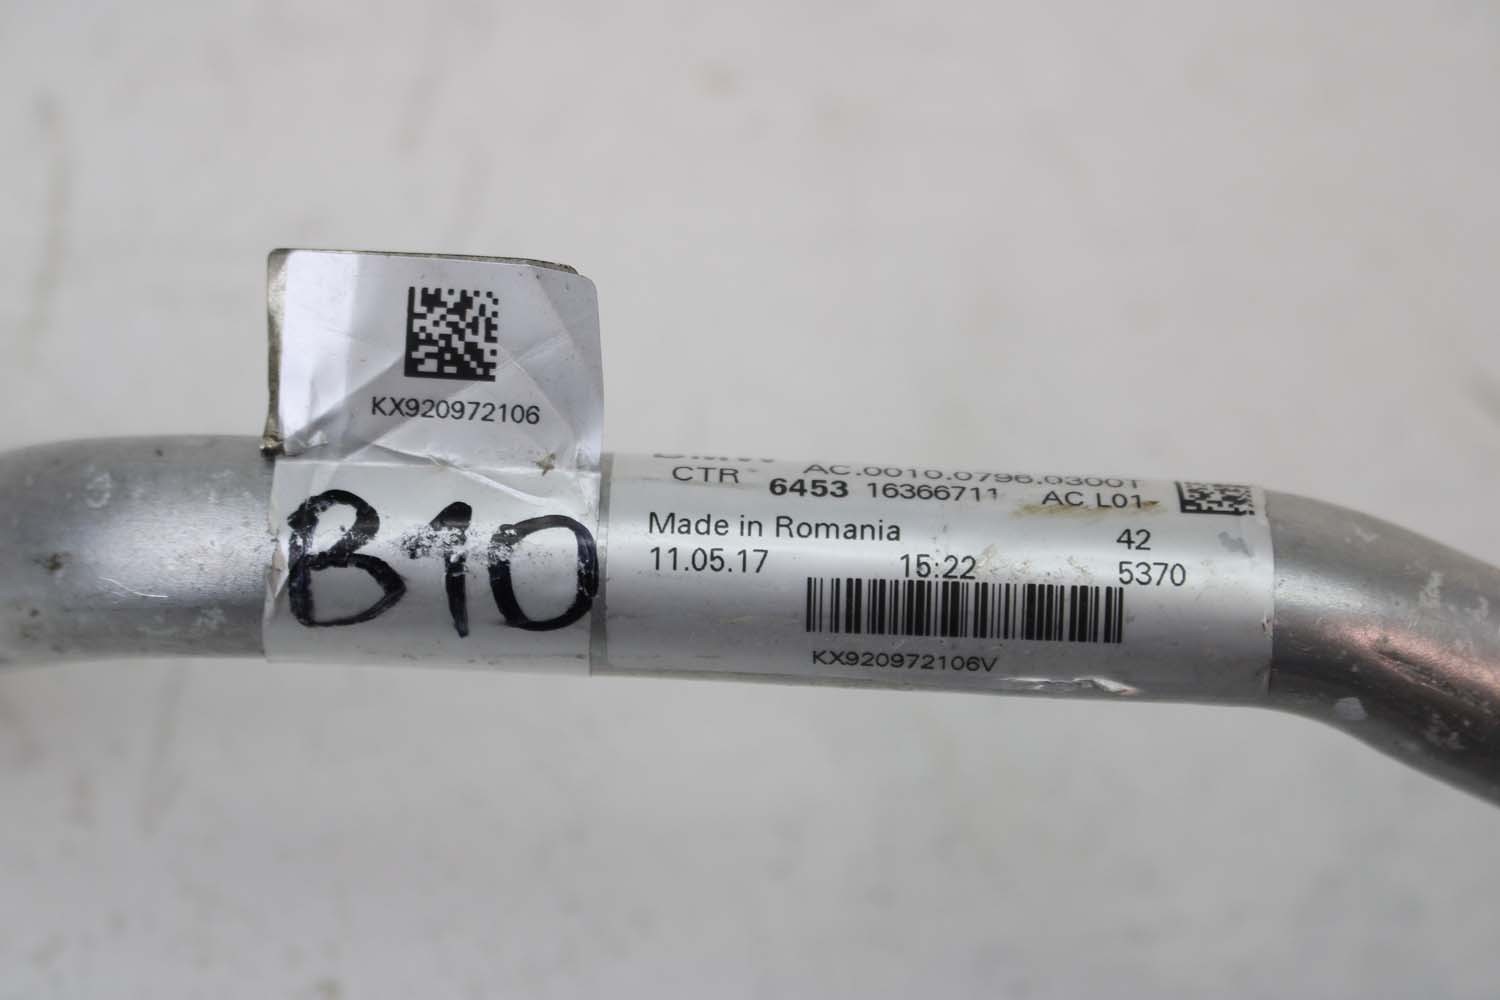 KX920972106
B10
AC.0010.0796.03001
CTR 6453 16366711 AC L01
Made in Romania 42
11.05.17 15:22 5370
KX920972106V